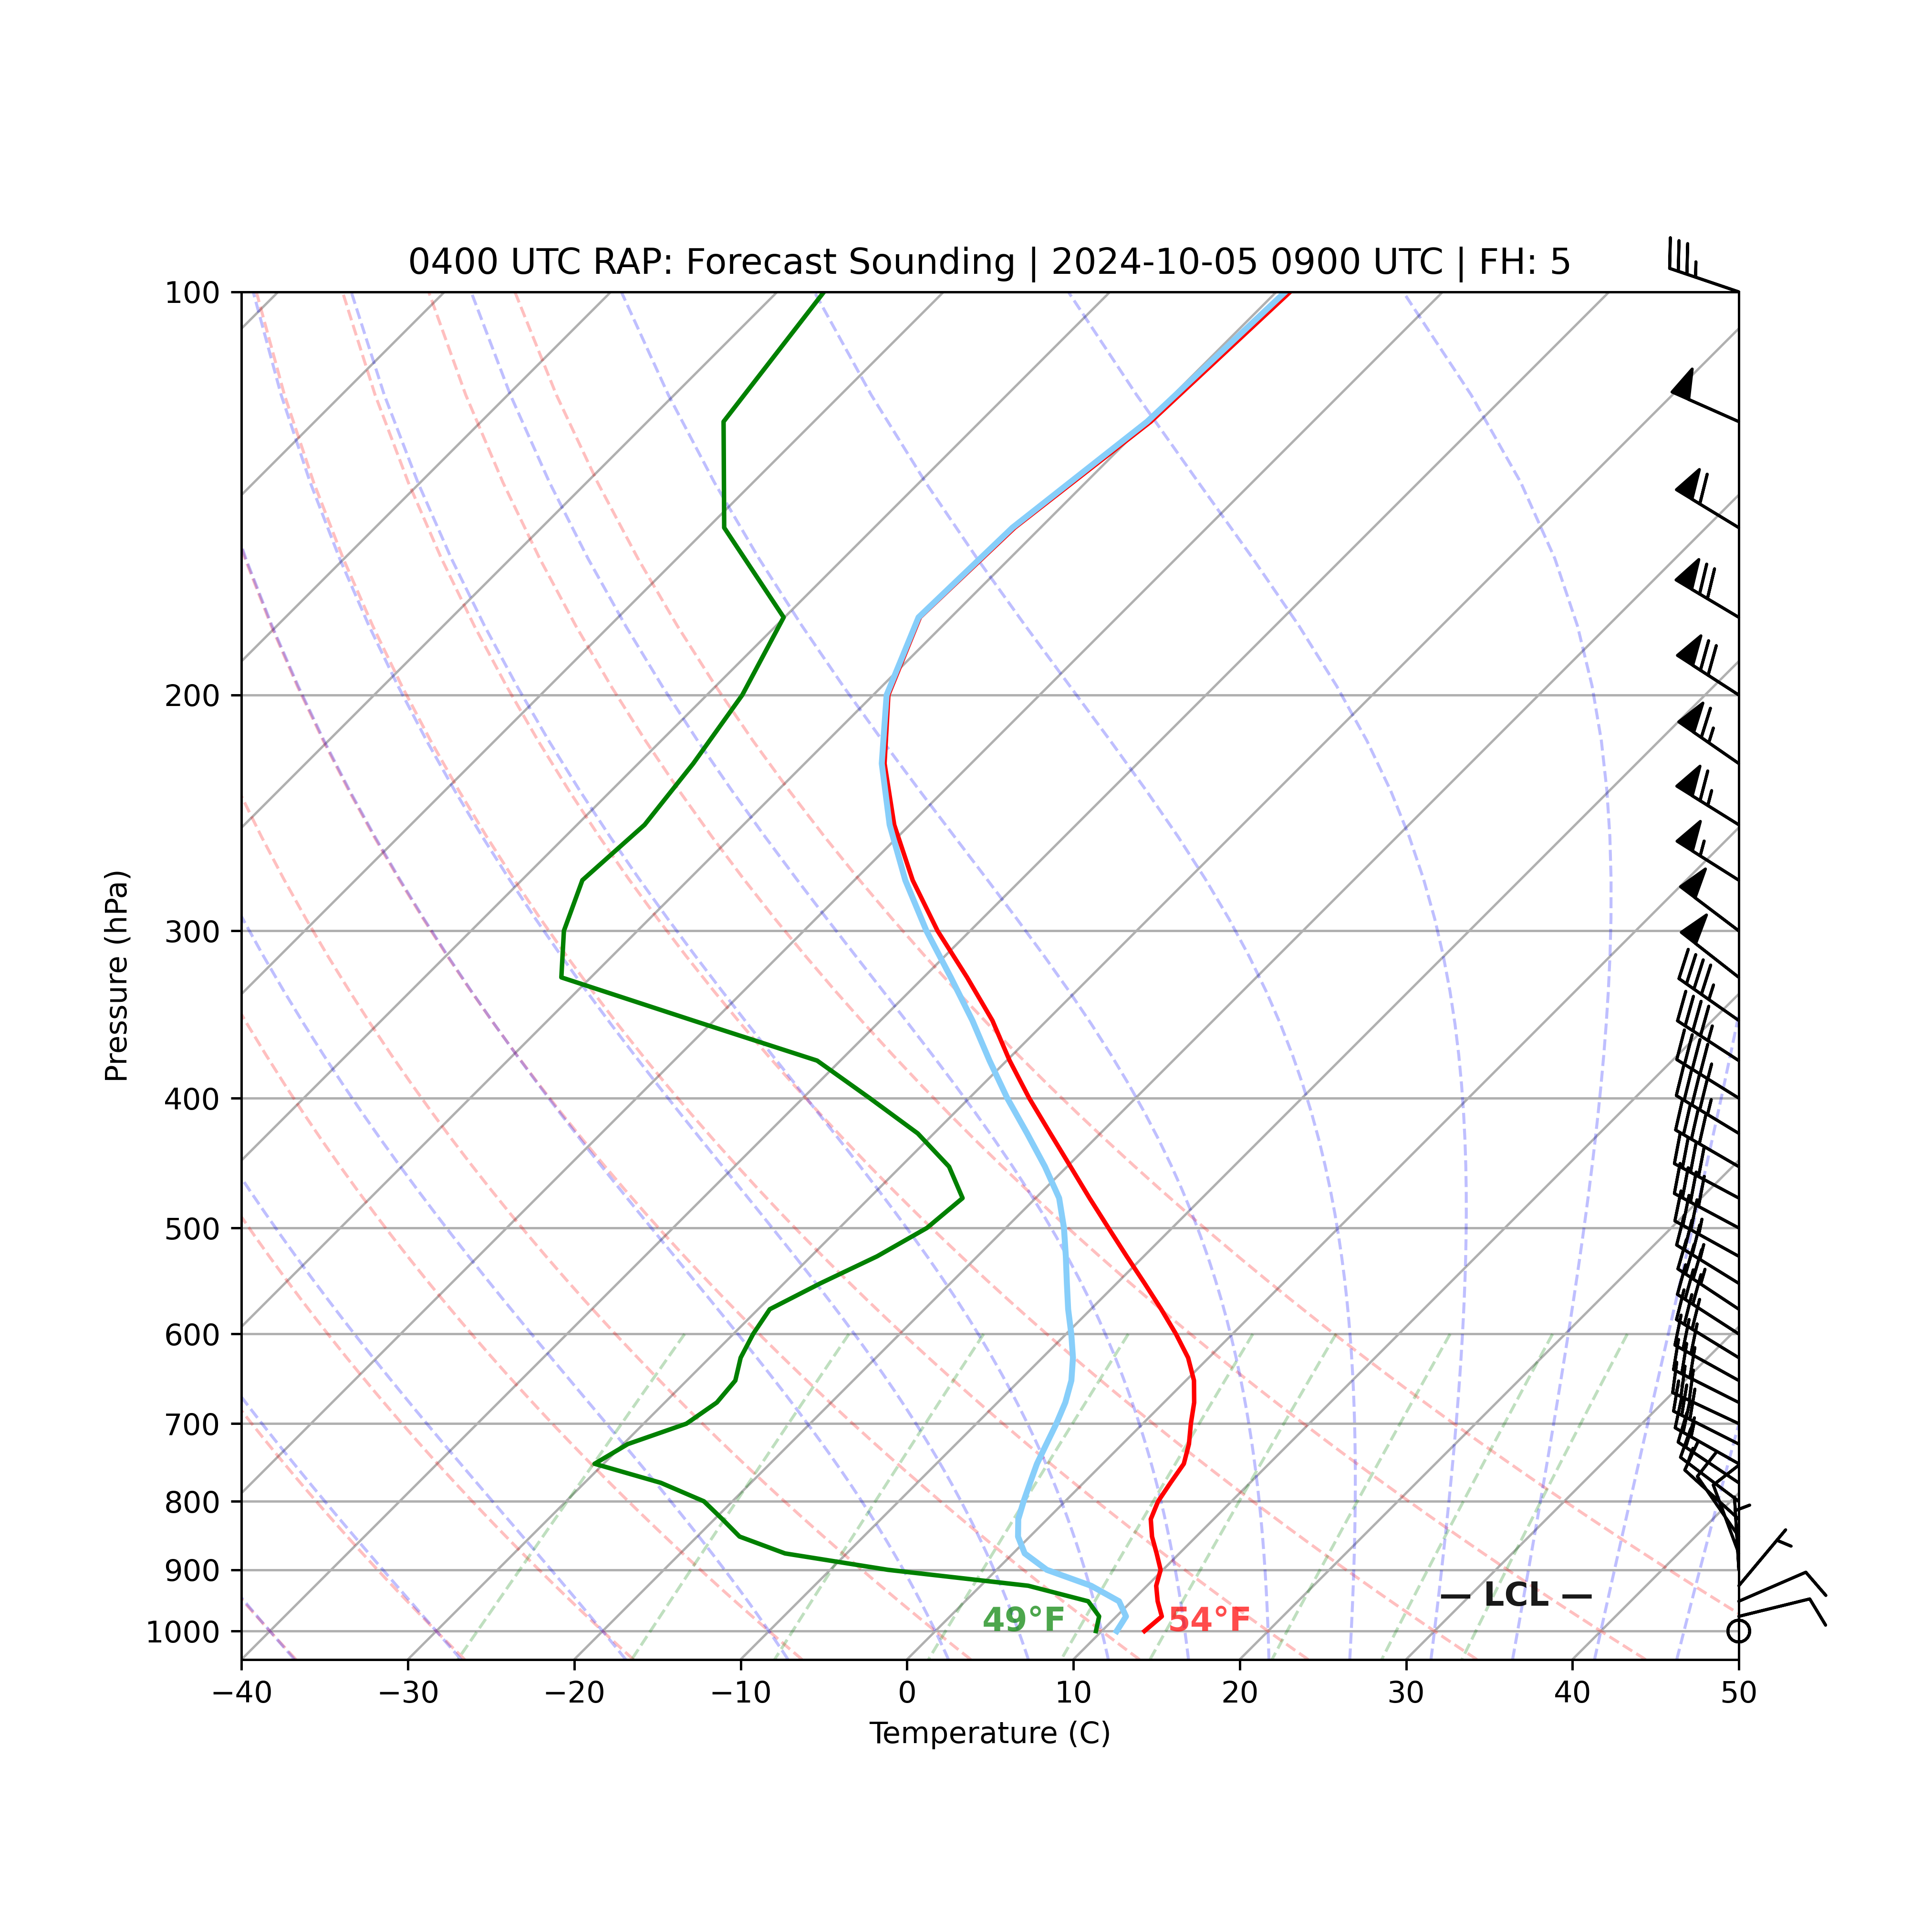 0400 UTC RAP: Forecast Sounding | 2024-10-05 0900 UTC | FH: 5
100
200
300
400
500
600
700
800
900
1000
Pressure (hPa)
49°F
54°F
— LCL —
−40 −30 −20 −10 0 10 20 30 40 50
Temperature (C)